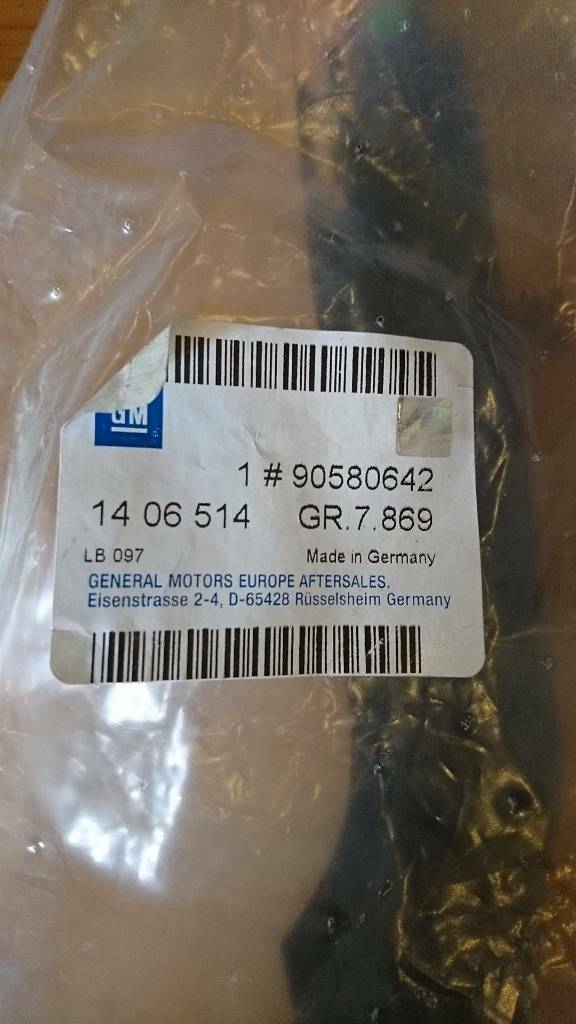 GM
1 # 90580642
14 06 514 GR.7.869
LB 097 Made in Germany
GENERAL MOTORS EUROPE AFTERSALES.
Eisenstrasse 2-4, D-65428 Rüsselsheim Germany